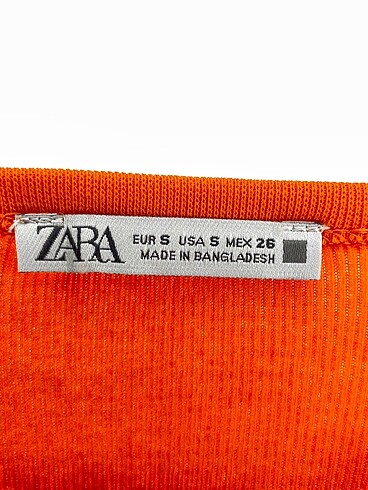 ZARA
EUR S USA S MEX 26
MADE IN BANGLADESH